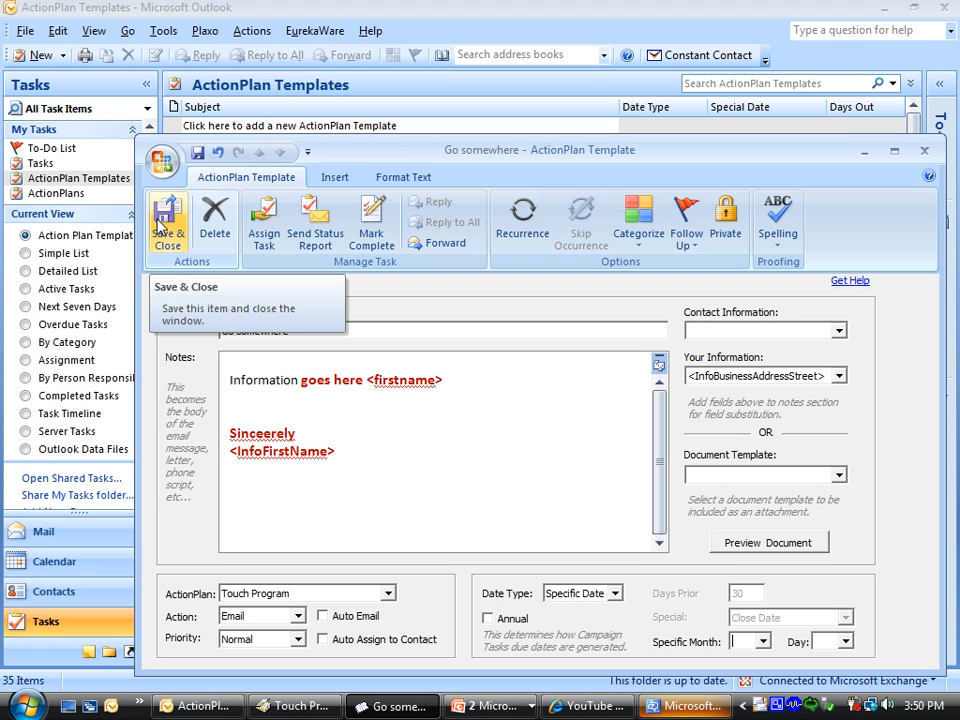 ActionPlan Templates - Microsoft Outlook
File Edit View Go Tools Plaxo Actions EurekaWare Help
Type a question for help
New Reply Reply to All Forward Search address books Constant Contact
Tasks
All Task Items
My Tasks
To-Do List
Tasks
ActionPlan Templates
ActionPlans
Current View
Action Plan Templat
Simple List
Detailed List
Active Tasks
Next Seven Days
Overdue Tasks
By Category
Assignment
By Person Responsi
Completed Tasks
Task Timeline
Server Tasks
Outlook Data Files
Open Shared Tasks...
Share My Tasks folder...
Mail
Calendar
Contacts
Tasks
35 Items
ActionPlan Templates
Search ActionPlan Templates
Subject Date Type Special Date Days Out
Click here to add a new ActionPlan Template
To-
Go somewhere - ActionPlan Template
ActionPlan Template Insert Format Text
Save & Close
Delete
Actions
Assign Task
Send Status Report
Mark Complete
Reply
Reply to All
Forward
Manage Task
Recurrence
Skip Occurrence
Categorize
Follow Up
Private
Options
ABC
Spelling
Proofing
Save & Close
Save this item and close the
window.
Get Help
Go somewhere
Notes:
This
becomes
the body
of the
email
message,
letter,
phone
script,
etc...
Information goes here <firstname>
Sinceerely
<InfoFirstName>
Contact Information:
Your Information:
<InfoBusinessAddressStreet>
Add feilds above to notes section
for field substitution.
OR
Document Template:
Select a document template to be
included as an attachment.
Preview Document
ActionPlan: Touch Program
Action: Email Auto Email
Priority: Normal Auto Assign to Contact
Date Type: Specific Date Days Prior 30
Annual Special: Close Date
This determines how Campaign
Tasks due dates are generated.
Specific Month: Day:
This folder is up to date. Connected to Microsoft Exchange
ActionPl... Touch Pr... Go some... 2 Micro... YouTube ... Microsoft... 3:50 PM